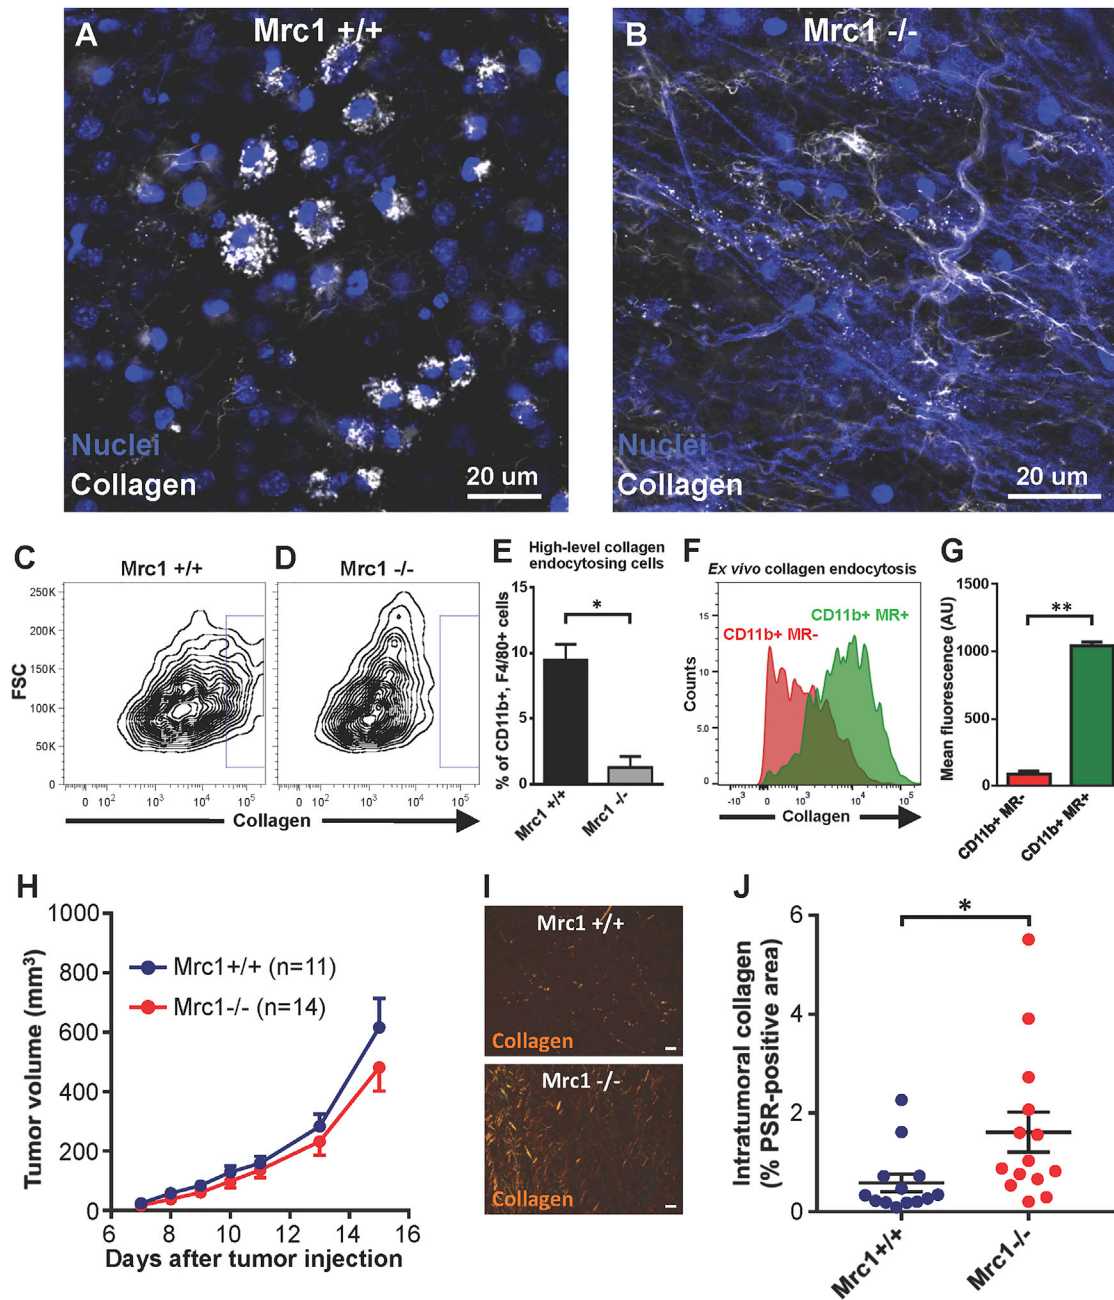 A
Mrc1 +/+
Nuclei
Collagen
20 um
B
Mrc1 -/-
Nuclei
Collagen
20 um
C
Mrc1 +/+
FSC
250K
200K
150K
100K
50K
0
0 10² 10³ 10⁴ 10⁵
D
Mrc1 -/-
0 10² 10³ 10⁴ 10⁵
Collagen
E
High-level collagen
endocytosing cells
% of CD11b+, F4/80+ cells
15
10
5
0
*
Mrc1 +/+
Mrc1 -/-
F
Ex vivo collagen endocytosis
CD11b+ MR+
CD11b+ MR-
Counts
15
10
5.0
0
-10³ 0 10³ 10⁴ 10⁵
Collagen
G
Mean fluorescence (AU)
1500
1000
500
0
**
CD11b+ MR-
CD11b+ MR+
H
Tumor volume (mm³)
1000
800
600
400
200
0
Mrc1+/+ (n=11)
Mrc1-/- (n=14)
6 8 10 12 14 16
Days after tumor injection
I
Mrc1 +/+
Collagen
Mrc1 -/-
Collagen
J
Intratumoral collagen
(% PSR-positive area)
6
4
2
0
*
Mrc1+/+
Mrc1-/-